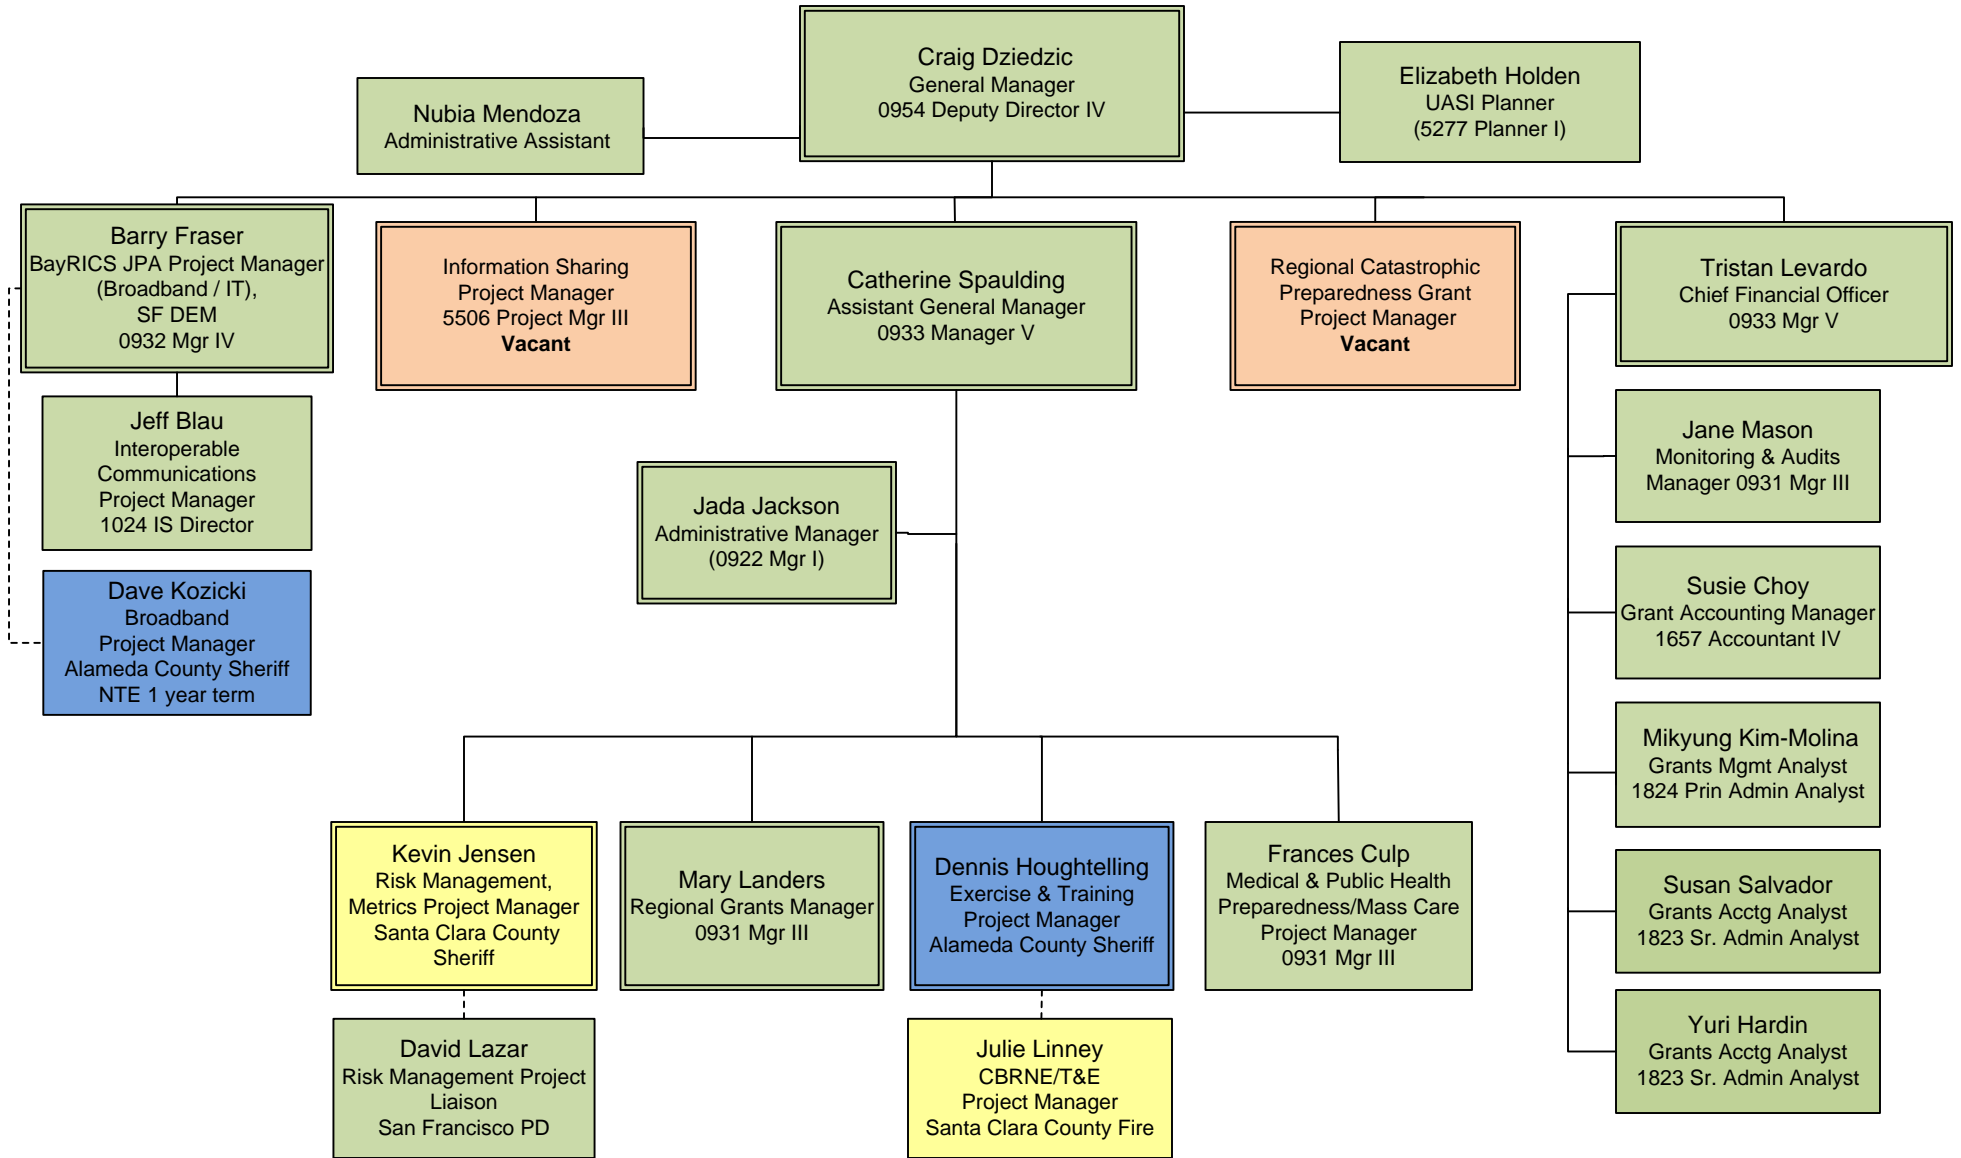 Craig Dziedzic
General Manager
0954 Deputy Director IV
Nubia Mendoza
Administrative Assistant
Elizabeth Holden
UASI Planner
(5277 Planner I)
Barry Fraser
BayRICS JPA Project Manager
(Broadband / IT),
SF DEM
0932 Mgr IV
Information Sharing
Project Manager
5506 Project Mgr III
Vacant
Catherine Spaulding
Assistant General Manager
0933 Manager V
Regional Catastrophic
Preparedness Grant
Project Manager
Vacant
Tristan Levardo
Chief Financial Officer
0933 Mgr V
Jeff Blau
Interoperable
Communications
Project Manager
1024 IS Director
Dave Kozicki
Broadband
Project Manager
Alameda County Sheriff
NTE 1 year term
Jada Jackson
Administrative Manager
(0922 Mgr I)
Jane Mason
Monitoring & Audits
Manager 0931 Mgr III
Susie Choy
Grant Accounting Manager
1657 Accountant IV
Mikyung Kim-Molina
Grants Mgmt Analyst
1824 Prin Admin Analyst
Susan Salvador
Grants Acctg Analyst
1823 Sr. Admin Analyst
Yuri Hardin
Grants Acctg Analyst
1823 Sr. Admin Analyst
Kevin Jensen
Risk Management,
Metrics Project Manager
Santa Clara County
Sheriff
Mary Landers
Regional Grants Manager
0931 Mgr III
Dennis Houghtelling
Exercise & Training
Project Manager
Alameda County Sheriff
Frances Culp
Medical & Public Health
Preparedness/Mass Care
Project Manager
0931 Mgr III
David Lazar
Risk Management Project
Liaison
San Francisco PD
Julie Linney
CBRNE/T&E
Project Manager
Santa Clara County Fire